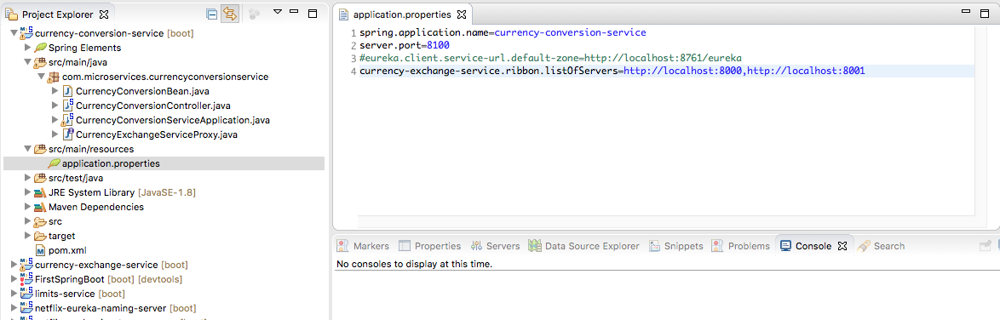 Project Explorer
currency-conversion-service [boot]
Spring Elements
src/main/java
com.microservices.currencyconversionservice
CurrencyConversionBean.java
CurrencyConversionController.java
CurrencyConversionServiceApplication.java
CurrencyExchangeServiceProxy.java
src/main/resources
application.properties
src/test/java
JRE System Library [JavaSE-1.8]
Maven Dependencies
src
target
pom.xml
currency-exchange-service [boot]
FirstSpringBoot [boot] [devtools]
limits-service [boot]
netflix-eureka-naming-server [boot]
application.properties
1 spring.application.name=currency-conversion-service
2 server.port=8100
3 #eureka.client.service-url.default-zone=http://localhost:8761/eureka
4 currency-exchange-service.ribbon.listOfServers=http://localhost:8000,http://localhost:8001
Markers Properties Servers Data Source Explorer Snippets Problems Console Search
No consoles to display at this time.